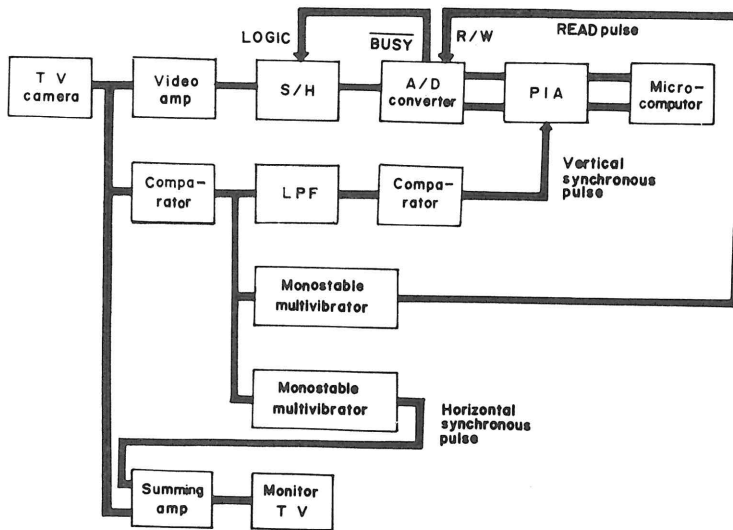 LOGIC
BUSY
R/W
READ pulse
T V
camera
Video
amp
S/H
A/D
converter
PIA
Micro-
computor
Compa-
rator
LPF
Compa-
rator
Vertical
synchronous
pulse
Monostable
multivibrator
Monostable
multivibrator
Horizontal
synchronous
pulse
Summing
amp
Monitor
T V